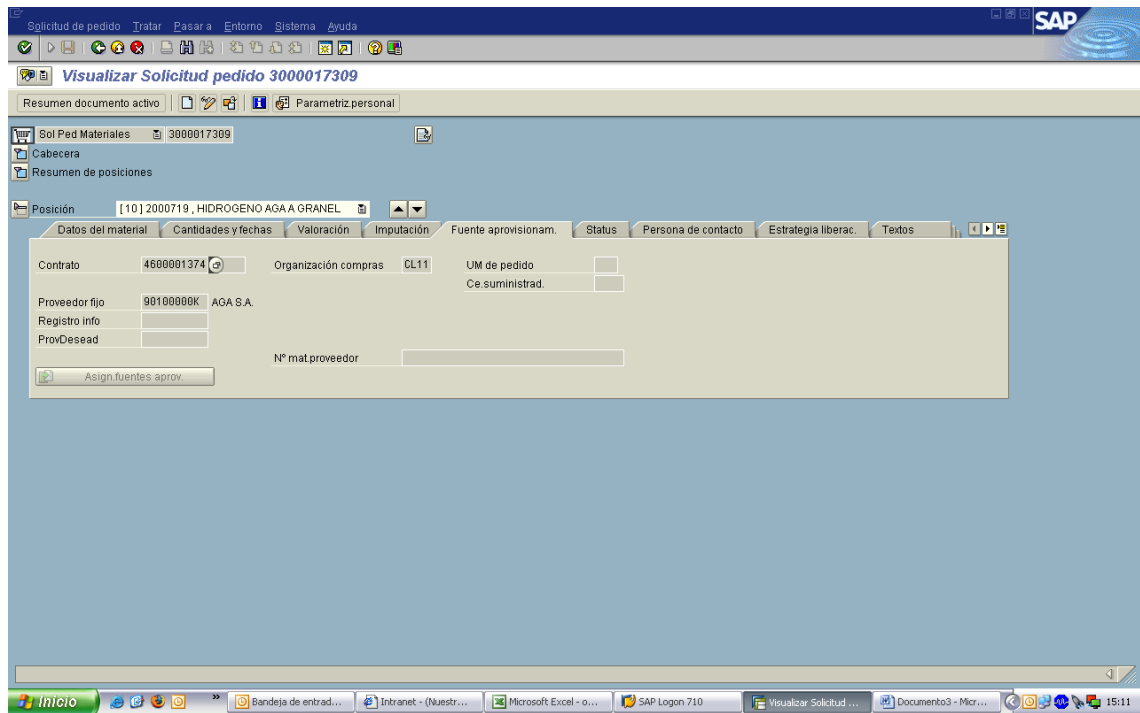 Solicitud de pedido Tratar Pasar a Entorno Sistema Ayuda
SAP
Visualizar Solicitud pedido 3000017309
Resumen documento activo Parametriz.personal
Sol Ped Materiales 3000017309
Cabecera
Resumen de posiciones
Posición [ 10 ] 2000719 , HIDROGENO AGA A GRANEL
Datos del material Cantidades y fechas Valoración Imputación Fuente aprovisionam. Status Persona de contacto Estrategia liberac. Textos
Contrato 4600001374 Organización compras CL11 UM de pedido
Ce.suministrad.
Proveedor fijo 90100000K AGA S.A.
Registro info
ProvDesead
Nº mat.proveedor
Asign.fuentes aprov.
Inicio » Bandeja de entrad... Intranet - (Nuestr... Microsoft Excel - o... SAP Logon 710 Visualizar Solicitud ... Documento3 - Micr... 15:11